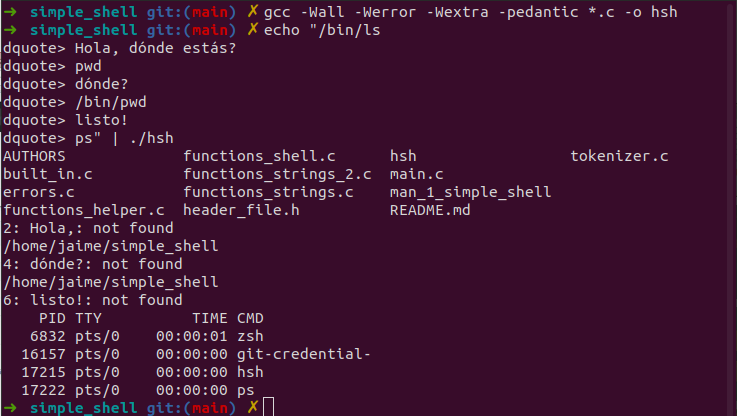 ➜  simple_shell git:(main) ✗ gcc -Wall -Werror -Wextra -pedantic *.c -o hsh
➜  simple_shell git:(main) ✗ echo "/bin/ls
dquote> Hola, dónde estás?
dquote> pwd
dquote> dónde?
dquote> /bin/pwd
dquote> listo!
dquote> ps" | ./hsh
AUTHORS             functions_shell.c      hsh                 tokenizer.c
built_in.c          functions_strings_2.c  main.c
errors.c            functions_strings.c    man_1_simple_shell
functions_helper.c  header_file.h          README.md
2: Hola,: not found
/home/jaime/simple_shell
4: dónde?: not found
/home/jaime/simple_shell
6: listo!: not found
    PID TTY          TIME CMD
   6832 pts/0    00:00:01 zsh
  16157 pts/0    00:00:00 git-credential-
  17215 pts/0    00:00:00 hsh
  17222 pts/0    00:00:00 ps
➜  simple_shell git:(main) ✗